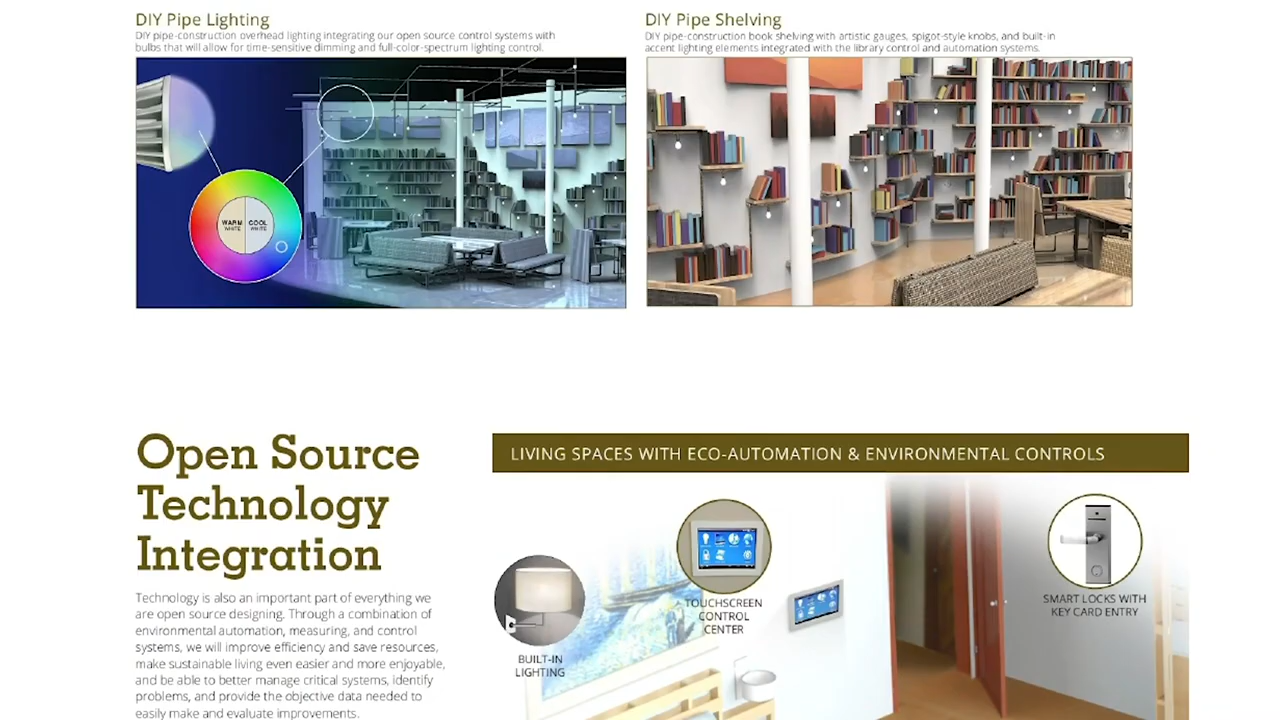 DIY Pipe Lighting
DIY pipe-construction overhead lighting integrating our open source control systems with
bulbs that will allow for time-sensitive dimming and full-color-spectrum lighting control.
DIY Pipe Shelving
DIY pipe-construction book shelving with artistic gauges, spigot-style knobs, and built-in
accent lighting elements integrated with the library control and automation systems.
WARM COOL
WHITE WHITE
Open Source
Technology
Integration
Technology is also an important part of everything we
are open source designing. Through a combination of
environmental automation, measuring, and control
systems, we will improve efficiency and save resources,
make sustainable living even easier and more enjoyable,
and be able to better manage critical systems, identify
problems, and provide the objective data needed to
easily make and evaluate improvements.
LIVING SPACES WITH ECO-AUTOMATION & ENVIRONMENTAL CONTROLS
BUILT-IN
LIGHTING
TOUCHSCREEN
CONTROL
CENTER
SMART LOCKS WITH
KEY CARD ENTRY